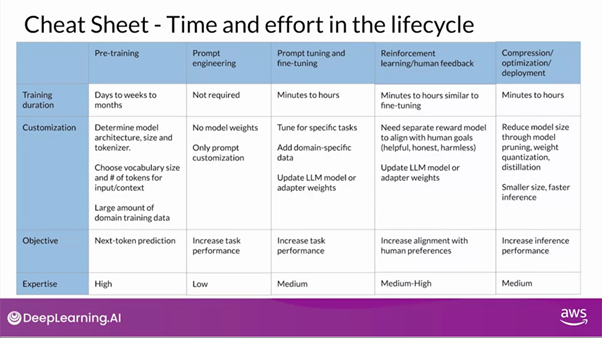 Cheat Sheet - Time and effort in the lifecycle
Pre-training
Prompt
engineering
Prompt tuning and
fine-tuning
Reinforcement
learning/human feedback
Compression/
optimization/
deployment
Training
duration
Days to weeks to
months
Not required
Minutes to hours
Minutes to hours similar to
fine-tuning
Minutes to hours
Customization
Determine model
architecture, size and
tokenizer.
Choose vocabulary size
and # of tokens for
input/context
Large amount of
domain training data
No model weights
Only prompt
customization
Tune for specific tasks
Add domain-specific
data
Update LLM model or
adapter weights
Need separate reward model
to align with human goals
(helpful, honest, harmless)
Update LLM model or
adapter weights
Reduce model size
through model
pruning, weight
quantization,
distillation
Smaller size, faster
inference
Objective
Next-token prediction
Increase task
performance
Increase task
performance
Increase alignment with
human preferences
Increase inference
performance
Expertise
High
Low
Medium
Medium-High
Medium
DeepLearning.AI
aws